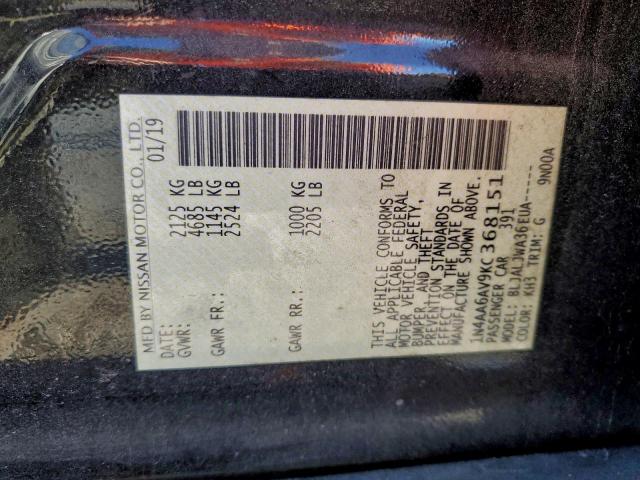 MFD BY NISSAN MOTOR CO., LTD.
DATE: 01/19
GVWR: 2125 KG
4685 LB
GAWR FR.: 1145 KG
2524 LB
GAWR RR.: 1000 KG
2205 LB
THIS VEHICLE CONFORMS TO
ALL APPLICABLE FEDERAL
MOTOR VEHICLE SAFETY,
BUMPER, AND THEFT
PREVENTION STANDARDS IN
EFFECT ON THE DATE OF
MANUFACTURE SHOWN ABOVE.
1N4AA6AV9KC368151
PASSENGER CAR 391
MODEL: BLJALJWA36EUA-----
COLOR: KH3 TRIM: G 9N00A